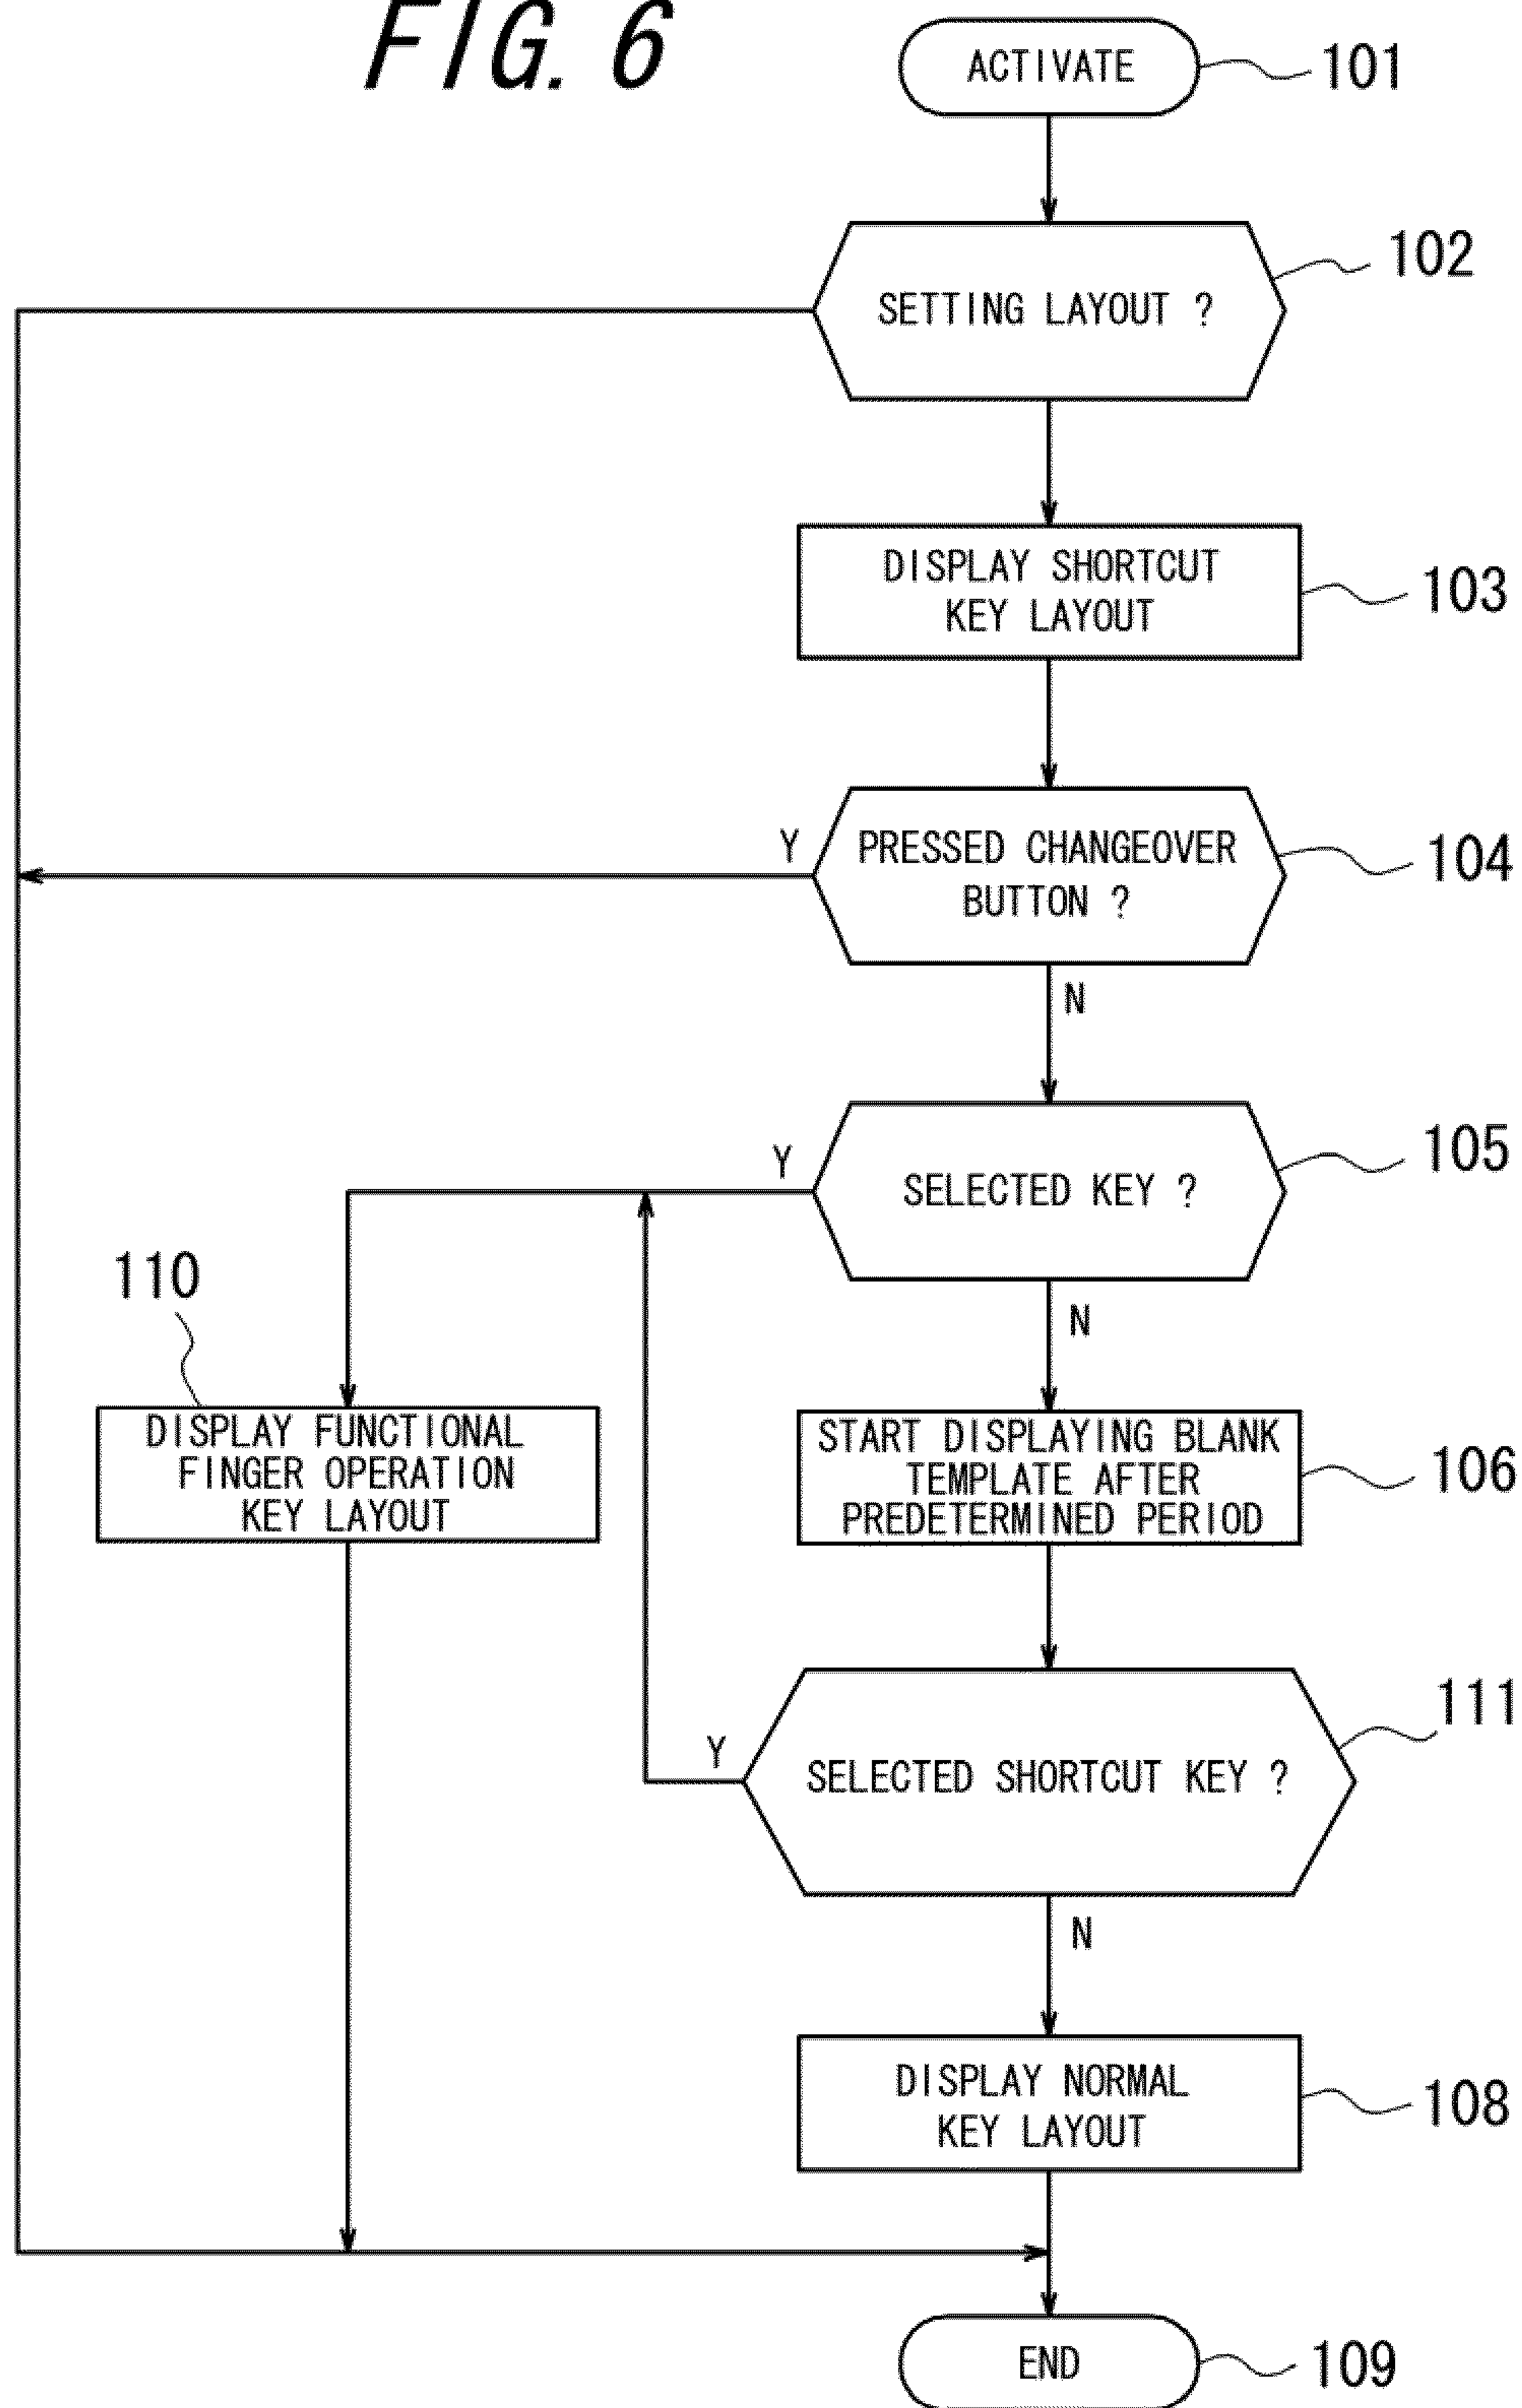 FIG. 6
ACTIVATE
101
SETTING LAYOUT ?
102
DISPLAY SHORTCUT
KEY LAYOUT
103
Y
PRESSED CHANGEOVER
BUTTON ?
104
N
Y
SELECTED KEY ?
105
N
110
DISPLAY FUNCTIONAL
FINGER OPERATION
KEY LAYOUT
START DISPLAYING BLANK
TEMPLATE AFTER
PREDETERMINED PERIOD
106
Y
SELECTED SHORTCUT KEY ?
111
N
DISPLAY NORMAL
KEY LAYOUT
108
END
109